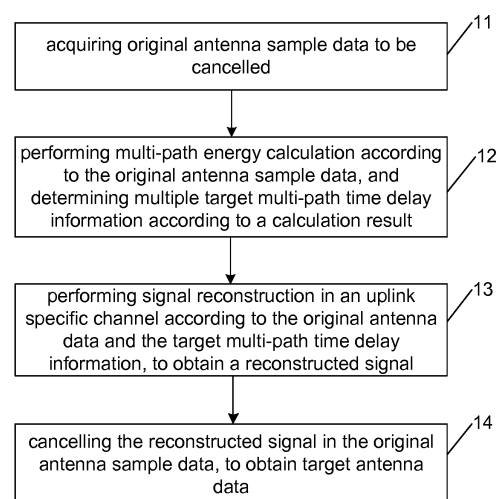 11
acquiring original antenna sample data to be
cancelled
12
performing multi-path energy calculation according
to the original antenna sample data, and
determining multiple target multi-path time delay
information according to a calculation result
13
performing signal reconstruction in an uplink
specific channel according to the original antenna
data and the target multi-path time delay
information, to obtain a reconstructed signal
14
cancelling the reconstructed signal in the original
antenna sample data, to obtain target antenna
data